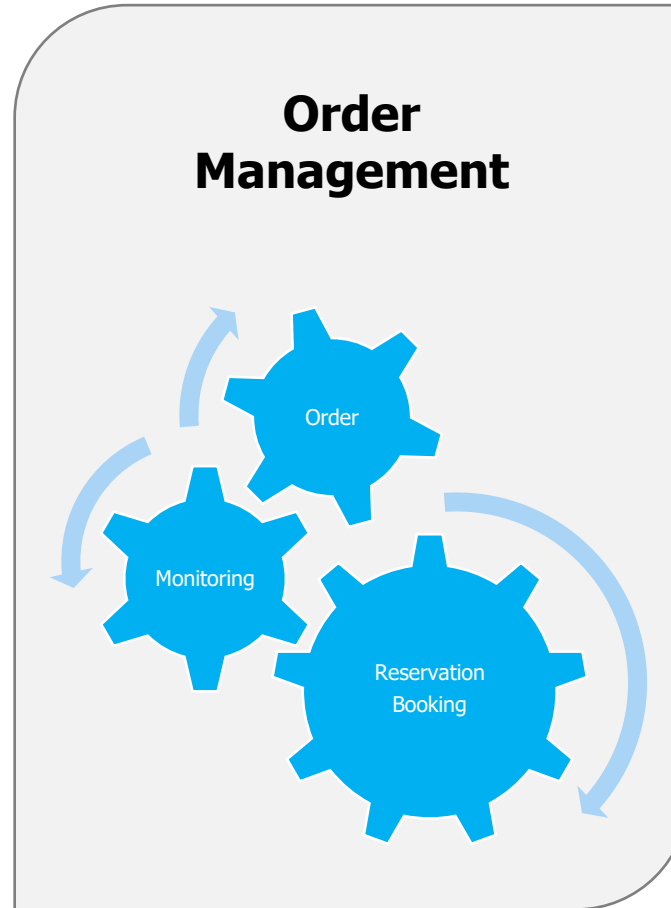 Order
Management
Order
Monitoring
Reservation
Booking